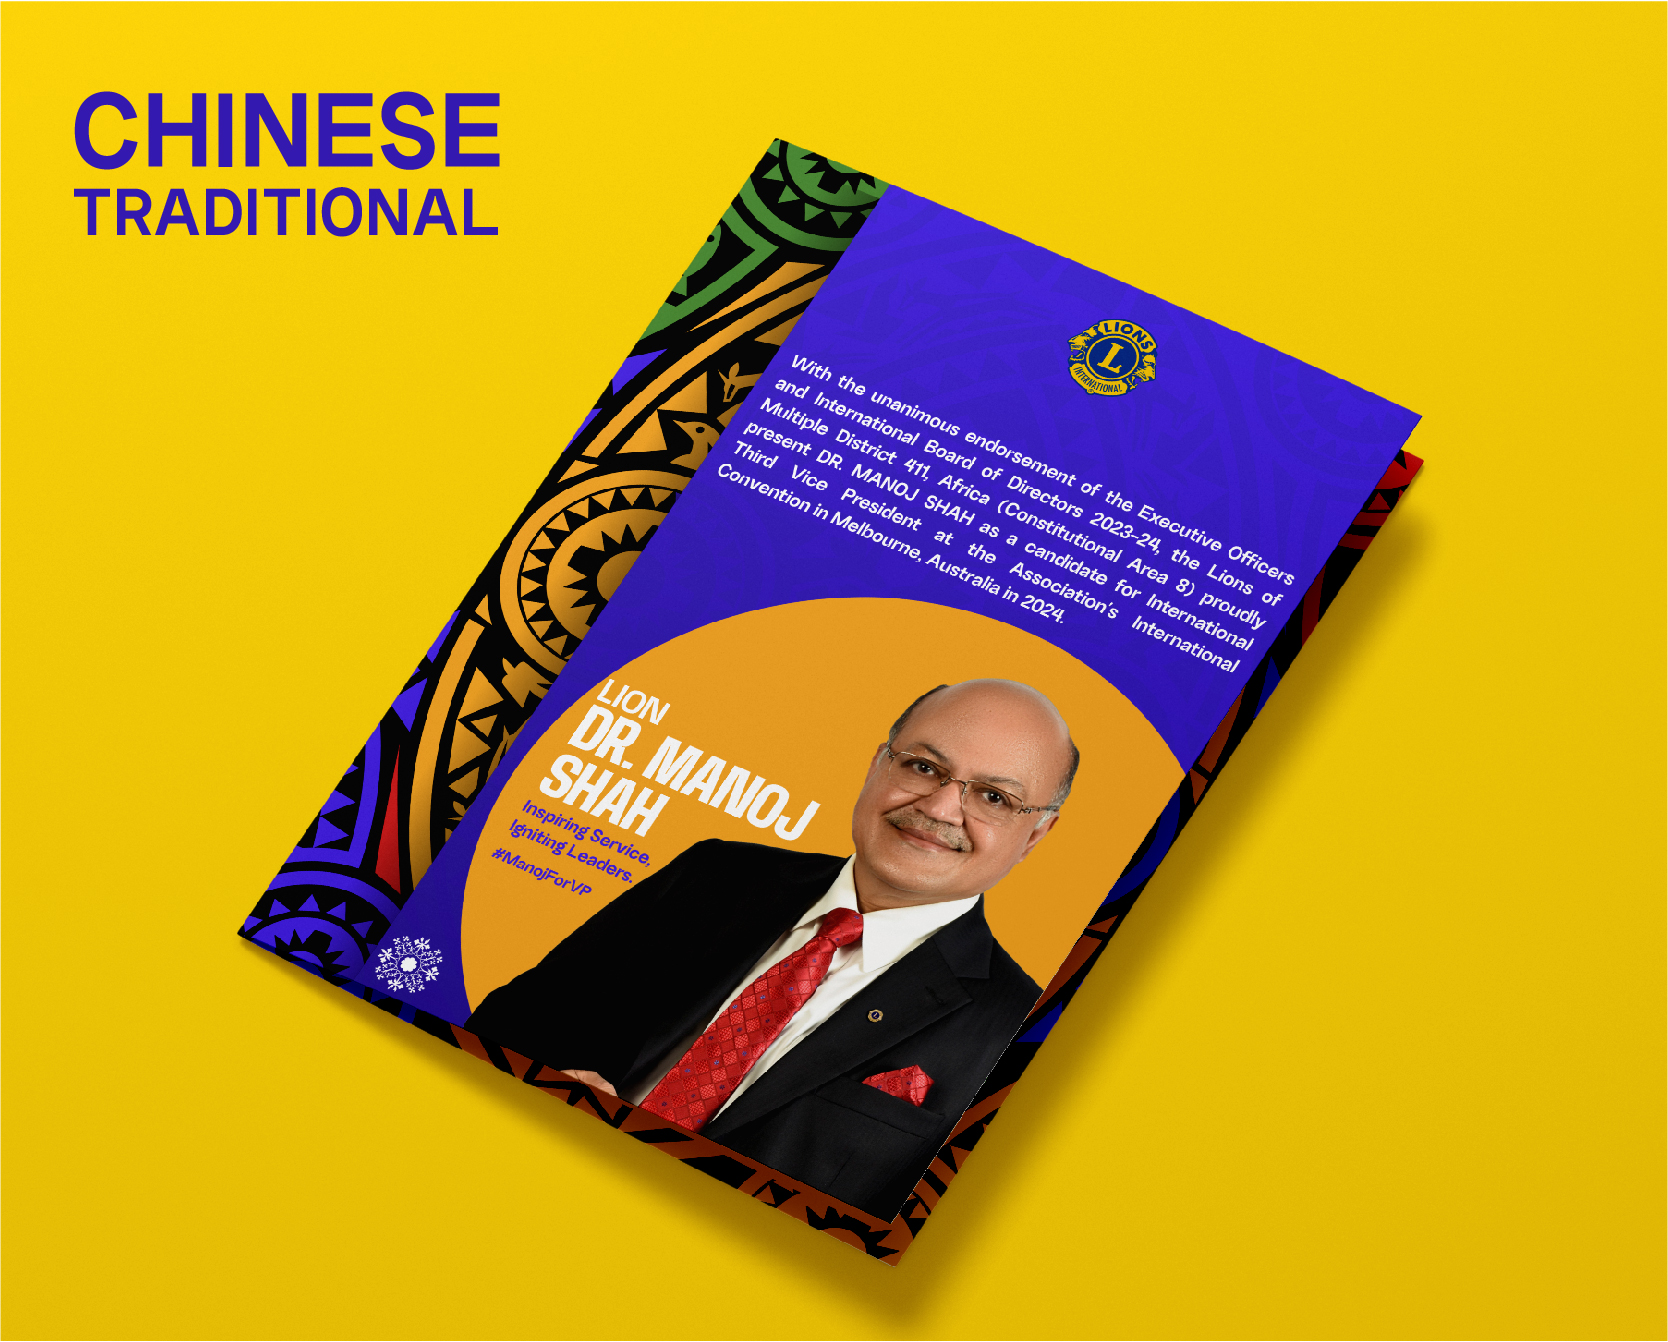 CHINESE
TRADITIONAL
LIONS
L
INTERNATIONAL
With the unanimous endorsement of the Executive Officers
and International Board of Directors 2023-24, the Lions of
Multiple District 411, Africa (Constitutional Area 8) proudly
present DR. MANOJ SHAH as a candidate for International
Third Vice President at the Association's International
Convention in Melbourne, Australia in 2024.
LION
DR. MANOJ
SHAH
Inspiring Service,
Igniting Leaders.
#ManojForVP